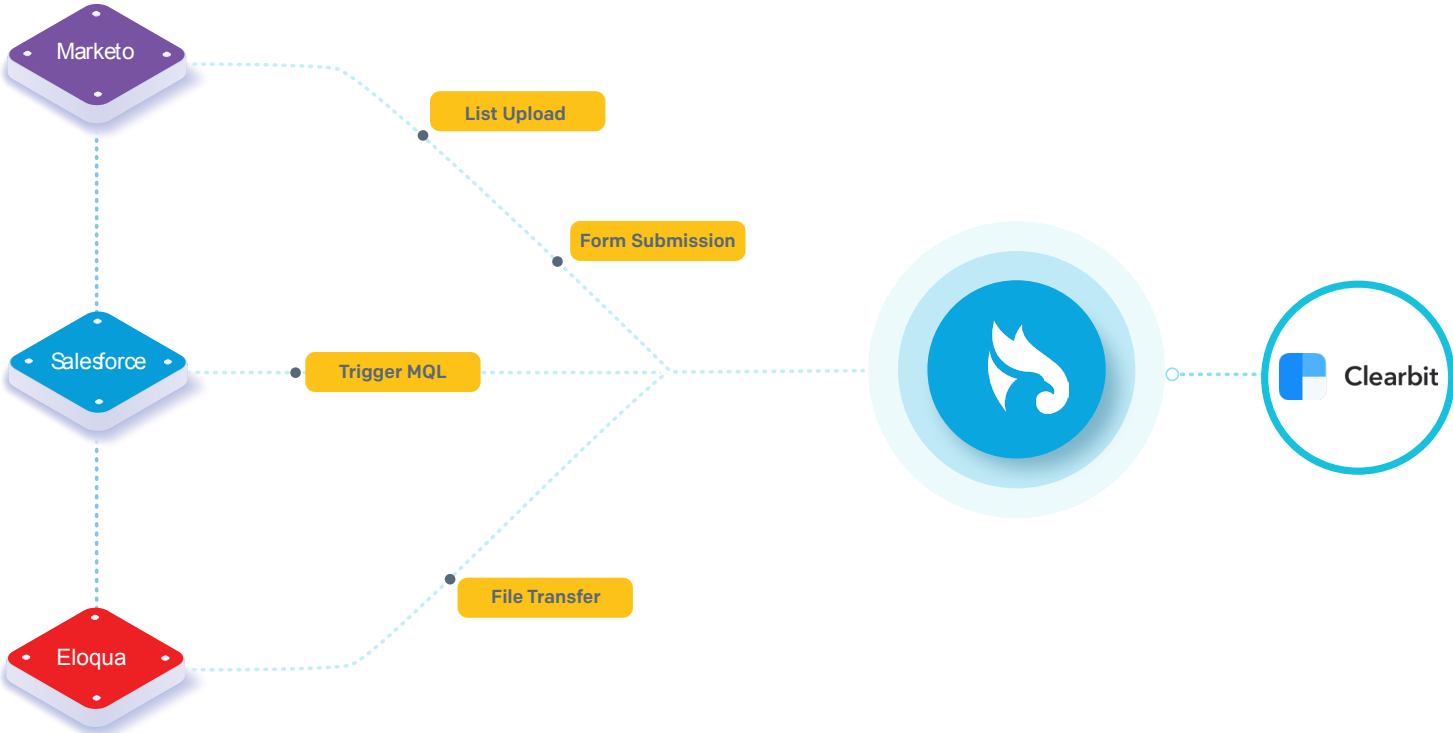 Marketo
List Upload
Form Submission
Salesforce
Trigger MQL
Clearbit
File Transfer
Eloqua